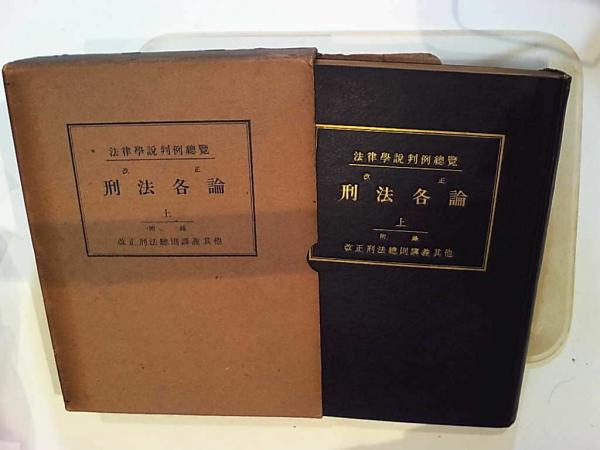 法律學說判例總覽
改正
刑法各論
上
附錄
改正刑法總則講義其他
法律學說判例總覽
改正
刑法各論
上
附錄
改正刑法總則講義其他